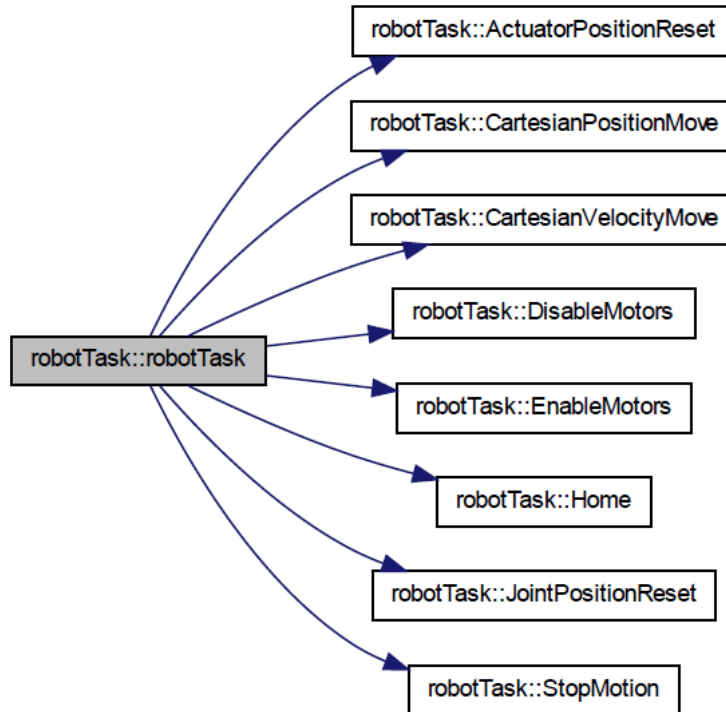 robotTask::ActuatorPositionReset
robotTask::CartesianPositionMove
robotTask::CartesianVelocityMove
robotTask::DisableMotors
robotTask::robotTask
robotTask::EnableMotors
robotTask::Home
robotTask::JointPositionReset
robotTask::StopMotion